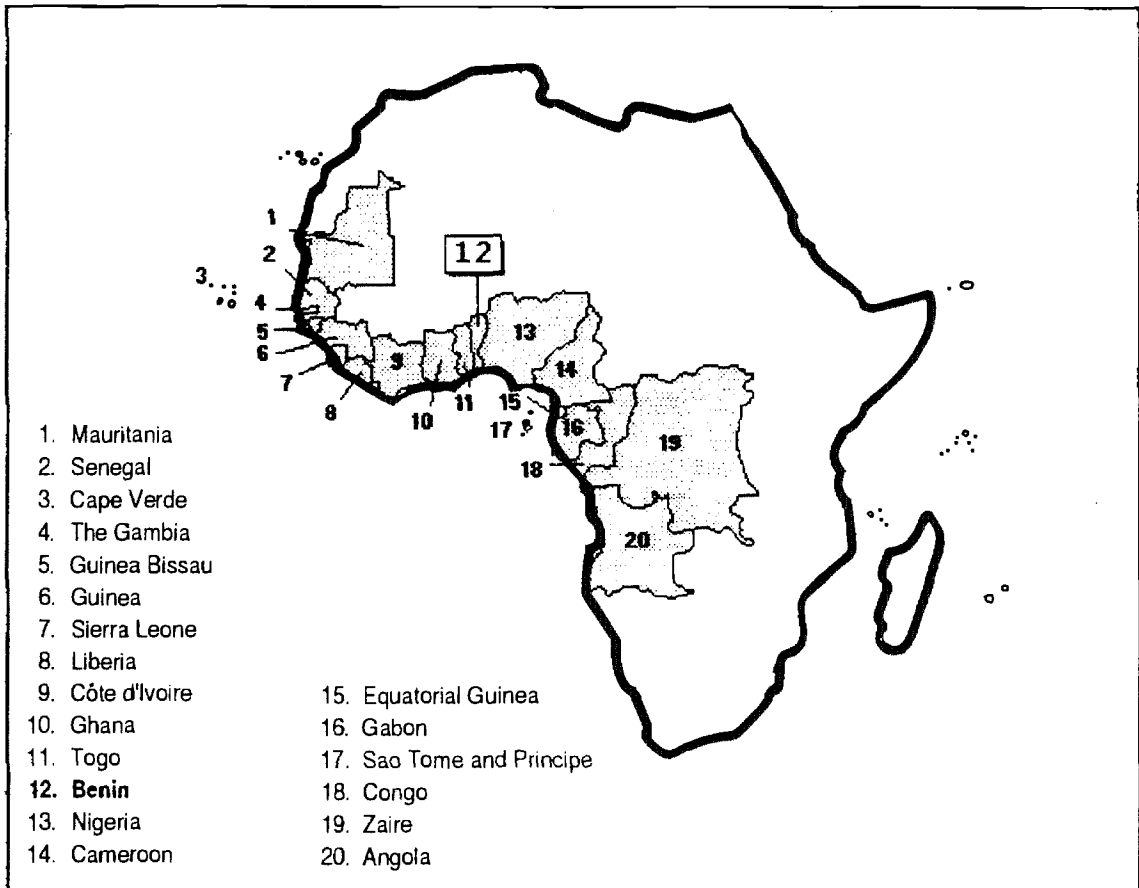 1
2
3
4
5
6
7
8
9
10
11
12
13
14
15
16
17
18
19
20
1. Mauritania
2. Senegal
3. Cape Verde
4. The Gambia
5. Guinea Bissau
6. Guinea
7. Sierra Leone
8. Liberia
9. Côte d'Ivoire
10. Ghana
11. Togo
12. Benin
13. Nigeria
14. Cameroon
15. Equatorial Guinea
16. Gabon
17. Sao Tome and Principe
18. Congo
19. Zaire
20. Angola